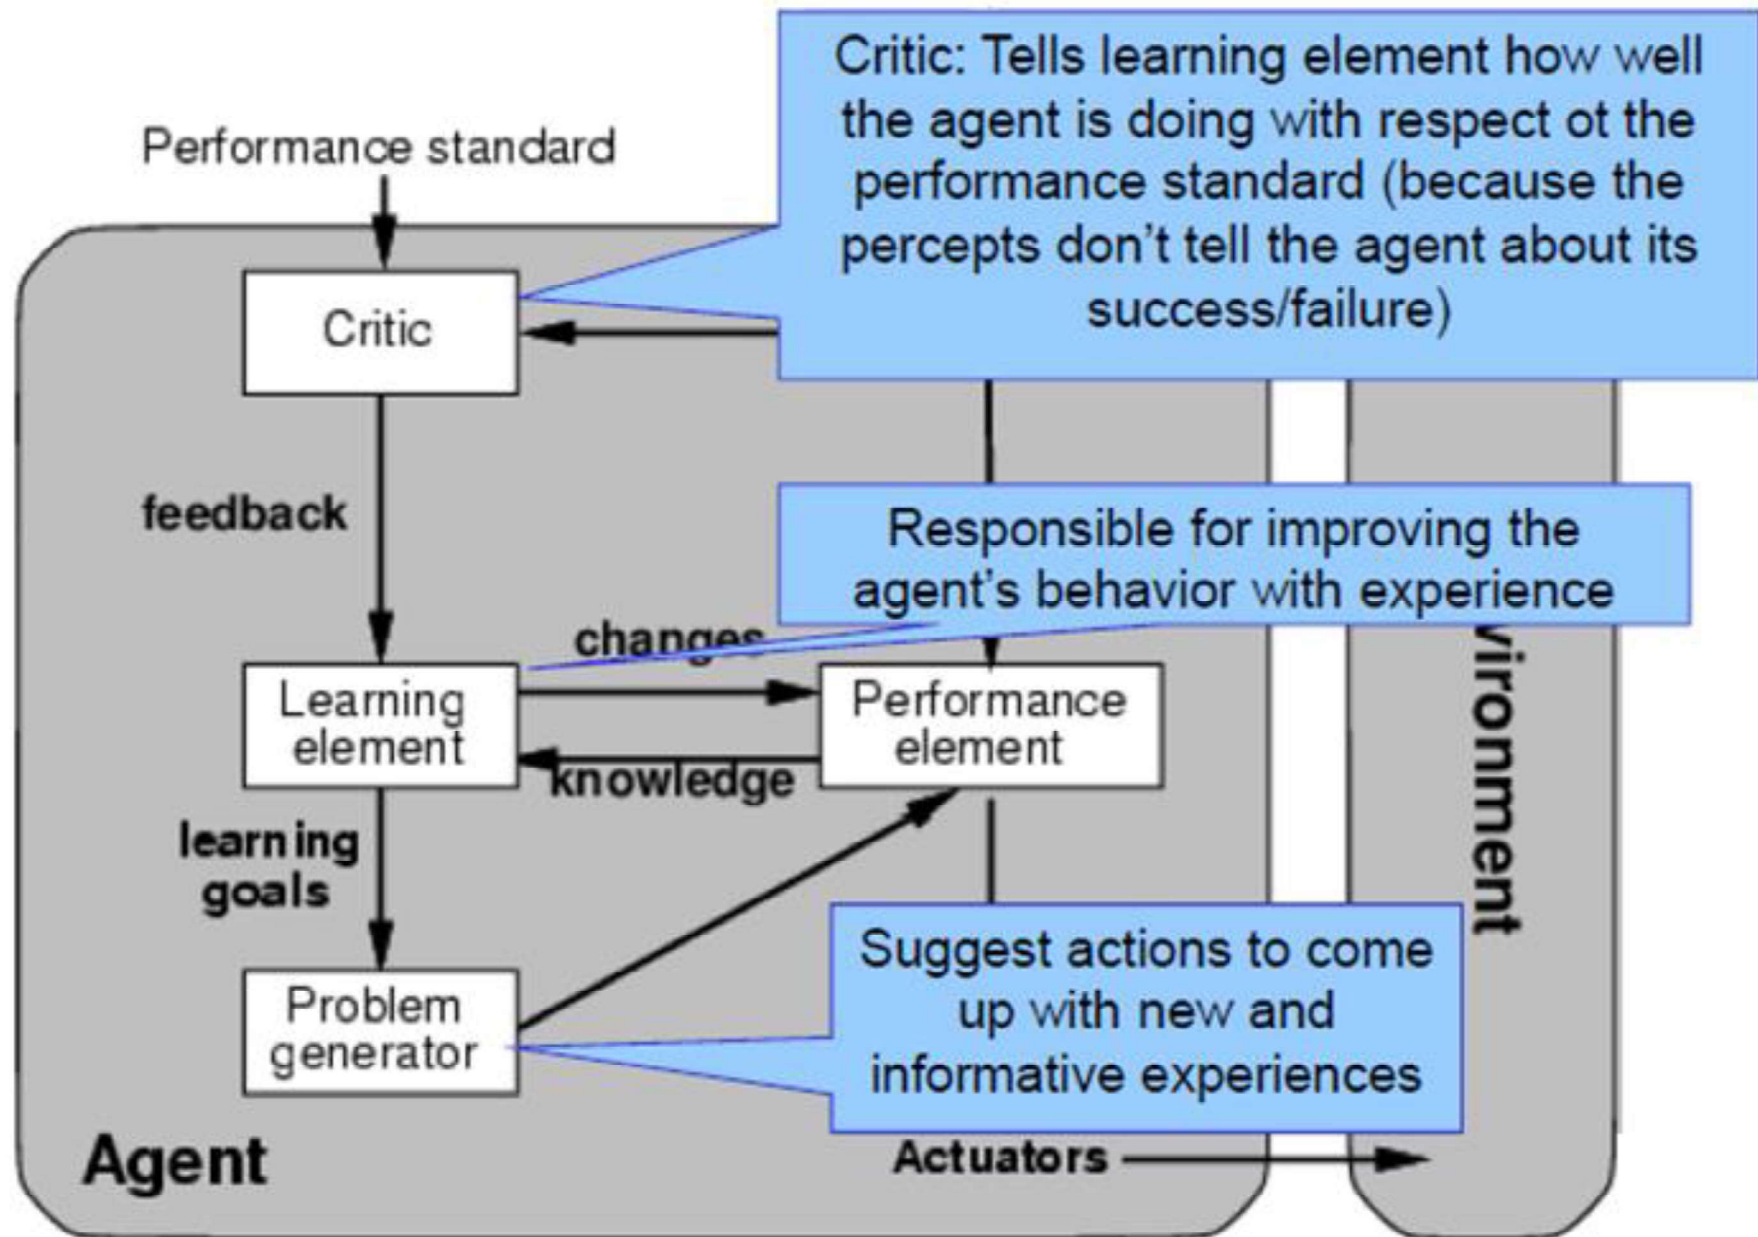 Critic: Tells learning element how well
the agent is doing with respect ot the
performance standard (because the
percepts don't tell the agent about its
success/failure)
Performance standard
Critic
feedback
Responsible for improving the
agent's behavior with experience
changes
Learning
element
Performance
element
knowledge
vironment
learning
goals
Suggest actions to come
up with new and
informative experiences
Problem
generator
Agent
Actuators